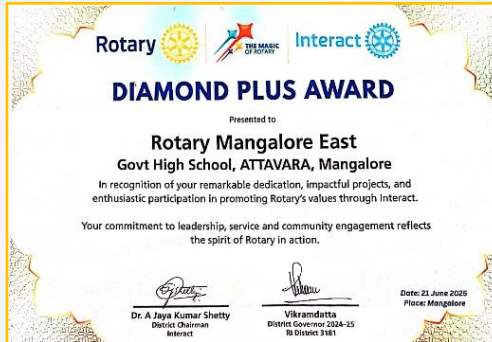 Rotary
THE MAGIC
OF ROTARY
Interact
DIAMOND PLUS AWARD
Presented to
Rotary Mangalore East
Govt High School, ATTAVARA, Mangalore
In recognition of your remarkable dedication, impactful projects, and
enthusiastic participation in promoting Rotary's values through Interact.
Your commitment to leadership, service and community engagement reflects
the spirit of Rotary in action.
Dr. A Jaya Kumar Shetty
District Chairman
Interact
Vikramdatta
District Governor 2024-25
RI District 3181
Date: 21 June 2025
Place: Mangalore